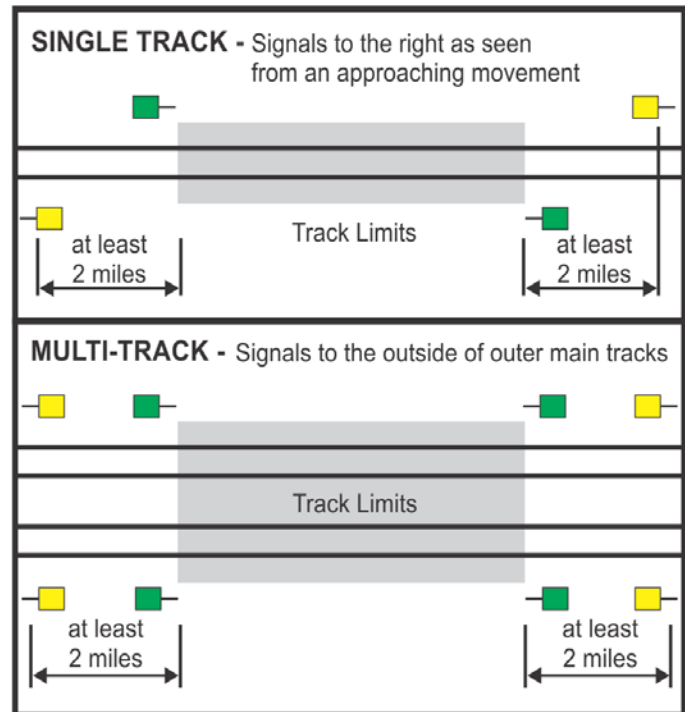 SINGLE TRACK - Signals to the right as seen
from an approaching movement
Track Limits
at least
2 miles
at least
2 miles
MULTI-TRACK - Signals to the outside of outer main tracks
Track Limits
at least
2 miles
at least
2 miles